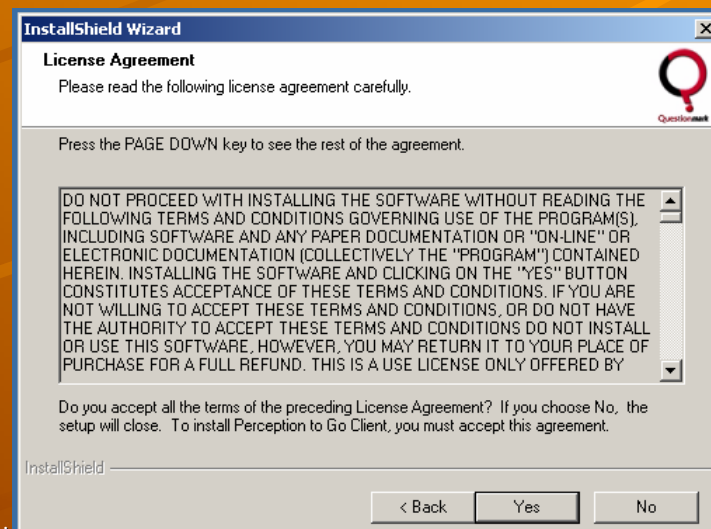 InstallShield Wizard
License Agreement
Please read the following license agreement carefully.
Questionmark
Press the PAGE DOWN key to see the rest of the agreement.
DO NOT PROCEED WITH INSTALLING THE SOFTWARE WITHOUT READING THE
FOLLOWING TERMS AND CONDITIONS GOVERNING USE OF THE PROGRAM(S),
INCLUDING SOFTWARE AND ANY PAPER DOCUMENTATION OR "ON-LINE" OR
ELECTRONIC DOCUMENTATION (COLLECTIVELY THE "PROGRAM") CONTAINED
HEREIN. INSTALLING THE SOFTWARE AND CLICKING ON THE "YES" BUTTON
CONSTITUTES ACCEPTANCE OF THESE TERMS AND CONDITIONS. IF YOU ARE
NOT WILLING TO ACCEPT THESE TERMS AND CONDITIONS, OR DO NOT HAVE
THE AUTHORITY TO ACCEPT THESE TERMS AND CONDITIONS DO NOT INSTALL
OR USE THIS SOFTWARE, HOWEVER, YOU MAY RETURN IT TO YOUR PLACE OF
PURCHASE FOR A FULL REFUND. THIS IS A USE LICENSE ONLY OFFERED BY
Do you accept all the terms of the preceding License Agreement? If you choose No, the
setup will close. To install Perception to Go Client, you must accept this agreement.
InstallShield
< Back Yes No